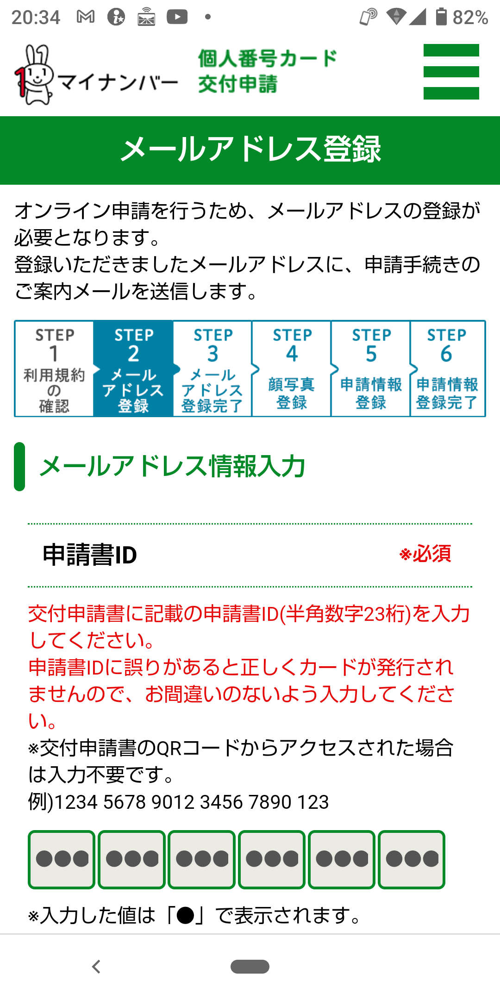 20:34
82%
マイナンバー
個人番号カード
交付申請
メールアドレス登録
オンライン申請を行うため、メールアドレスの登録が
必要となります。
登録いただきましたメールアドレスに、申請手続きの
ご案内メールを送信します。
STEP
1
利用規約
の
確認
STEP
2
メール
アドレス
登録
STEP
3
メール
アドレス
登録完了
STEP
4
顔写真
登録
STEP
5
申請情報
登録
STEP
6
申請情報
登録完了
メールアドレス情報入力
申請書ID
※必須
交付申請書に記載の申請書ID(半角数字23桁)を入力
してください。
申請書IDに誤りがあると正しくカードが発行され
ませんので、お間違いのないよう入力してくださ
い。
※交付申請書のQRコードからアクセスされた場合
は入力不要です。
例)1234 5678 9012 3456 7890 123
●●● ●●● ●●● ●●● ●●● ●●●
※入力した値は「●」で表示されます。